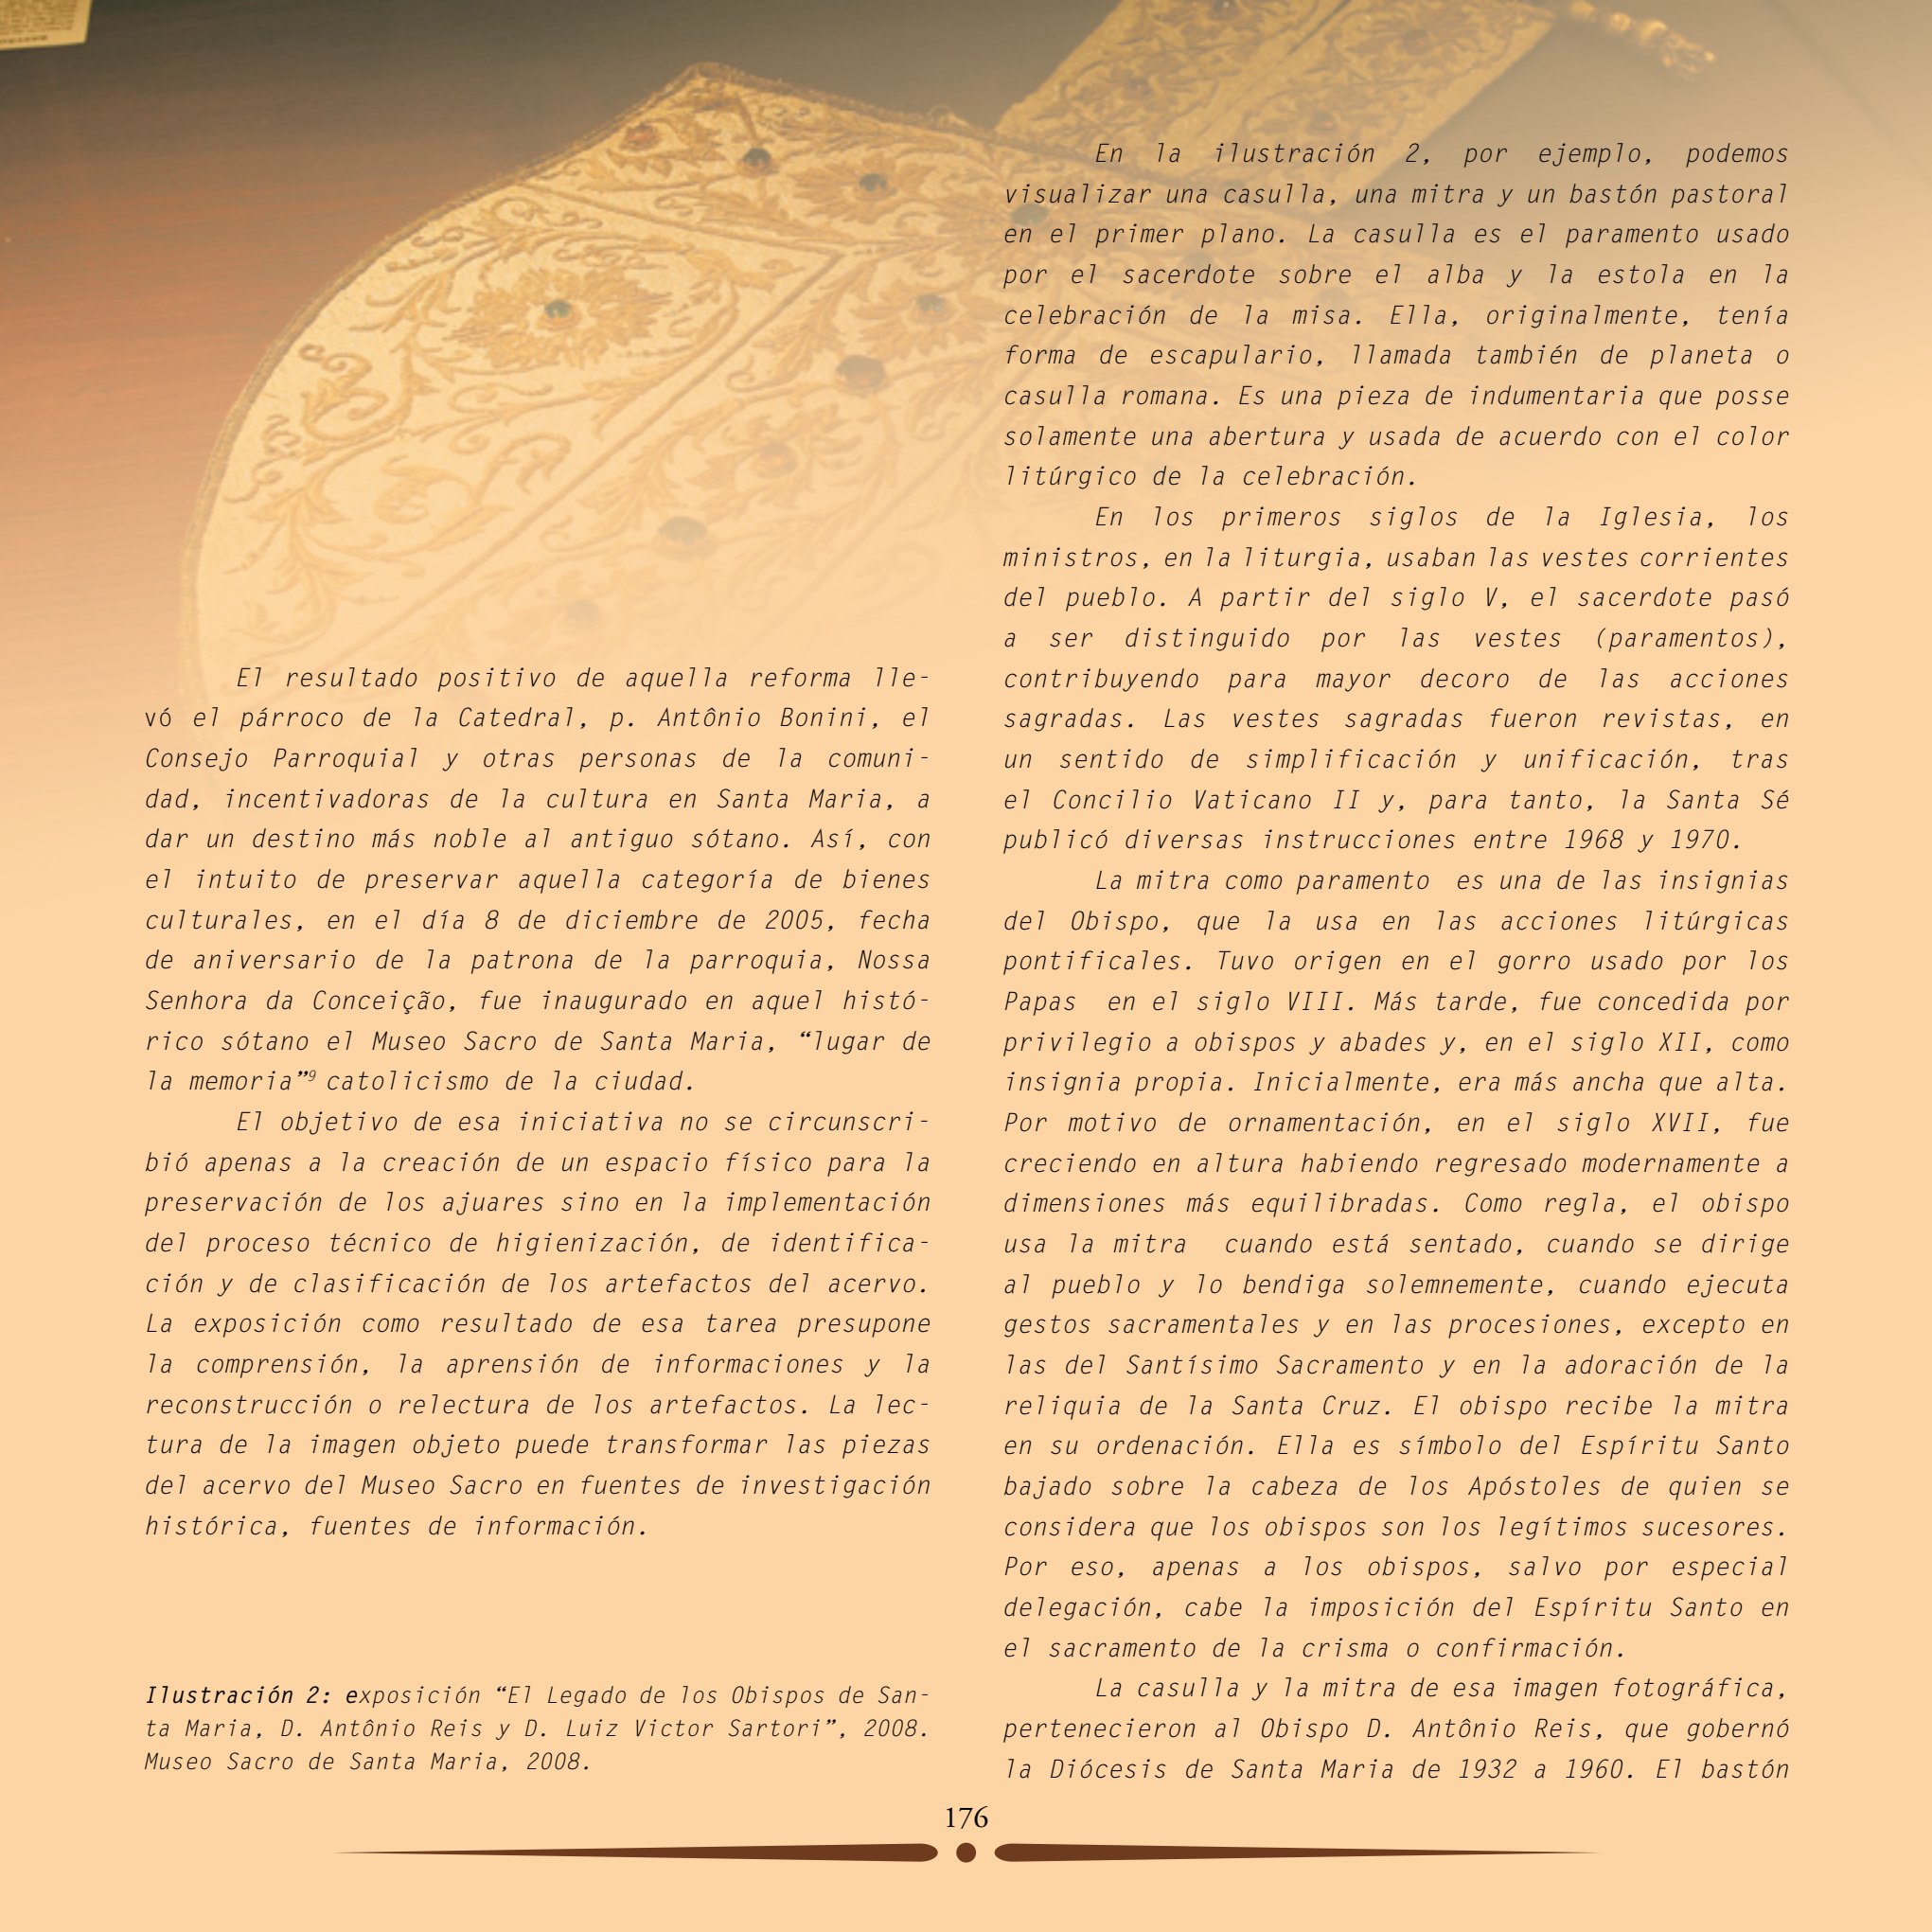 El resultado positivo de aquella reforma lle-
vó el párroco de la Catedral, p. Antônio Bonini, el
Consejo Parroquial y otras personas de la comuni-
dad, incentivadoras de la cultura en Santa Maria, a
dar un destino más noble al antiguo sótano. Así, con
el intuito de preservar aquella categoría de bienes
culturales, en el día 8 de diciembre de 2005, fecha
de aniversario de la patrona de la parroquia, Nossa
Senhora da Conceição, fue inaugurado en aquel histó-
rico sótano el Museo Sacro de Santa Maria, “lugar de
la memoria”9 catolicismo de la ciudad.
El objetivo de esa iniciativa no se circunscri-
bió apenas a la creación de un espacio físico para la
preservación de los ajuares sino en la implementación
del proceso técnico de higienización, de identifica-
ción y de clasificación de los artefactos del acervo.
La exposición como resultado de esa tarea presupone
la comprensión, la aprensión de informaciones y la
reconstrucción o relectura de los artefactos. La lec-
tura de la imagen objeto puede transformar las piezas
del acervo del Museo Sacro en fuentes de investigación
histórica, fuentes de información.
Ilustración 2: exposición “El Legado de los Obispos de San-
ta Maria, D. Antônio Reis y D. Luiz Victor Sartori”, 2008.
Museo Sacro de Santa Maria, 2008.
En la ilustración 2, por ejemplo, podemos
visualizar una casulla, una mitra y un bastón pastoral
en el primer plano. La casulla es el paramento usado
por el sacerdote sobre el alba y la estola en la
celebración de la misa. Ella, originalmente, tenía
forma de escapulario, llamada también de planeta o
casulla romana. Es una pieza de indumentaria que posse
solamente una abertura y usada de acuerdo con el color
litúrgico de la celebración.
En los primeros siglos de la Iglesia, los
ministros, en la liturgia, usaban las vestes corrientes
del pueblo. A partir del siglo V, el sacerdote pasó
a ser distinguido por las vestes (paramentos),
contribuyendo para mayor decoro de las acciones
sagradas. Las vestes sagradas fueron revistas, en
un sentido de simplificación y unificación, tras
el Concilio Vaticano II y, para tanto, la Santa Sé
publicó diversas instrucciones entre 1968 y 1970.
La mitra como paramento es una de las insignias
del Obispo, que la usa en las acciones litúrgicas
pontificales. Tuvo origen en el gorro usado por los
Papas en el siglo VIII. Más tarde, fue concedida por
privilegio a obispos y abades y, en el siglo XII, como
insignia propia. Inicialmente, era más ancha que alta.
Por motivo de ornamentación, en el siglo XVII, fue
creciendo en altura habiendo regresado modernamente a
dimensiones más equilibradas. Como regla, el obispo
usa la mitra cuando está sentado, cuando se dirige
al pueblo y lo bendiga solemnemente, cuando ejecuta
gestos sacramentales y en las procesiones, excepto en
las del Santísimo Sacramento y en la adoración de la
reliquia de la Santa Cruz. El obispo recibe la mitra
en su ordenación. Ella es símbolo del Espíritu Santo
bajado sobre la cabeza de los Apóstoles de quien se
considera que los obispos son los legítimos sucesores.
Por eso, apenas a los obispos, salvo por especial
delegación, cabe la imposición del Espíritu Santo en
el sacramento de la crisma o confirmación.
La casulla y la mitra de esa imagen fotográfica,
pertenecieron al Obispo D. Antônio Reis, que gobernó
la Diócesis de Santa Maria de 1932 a 1960. El bastón
176